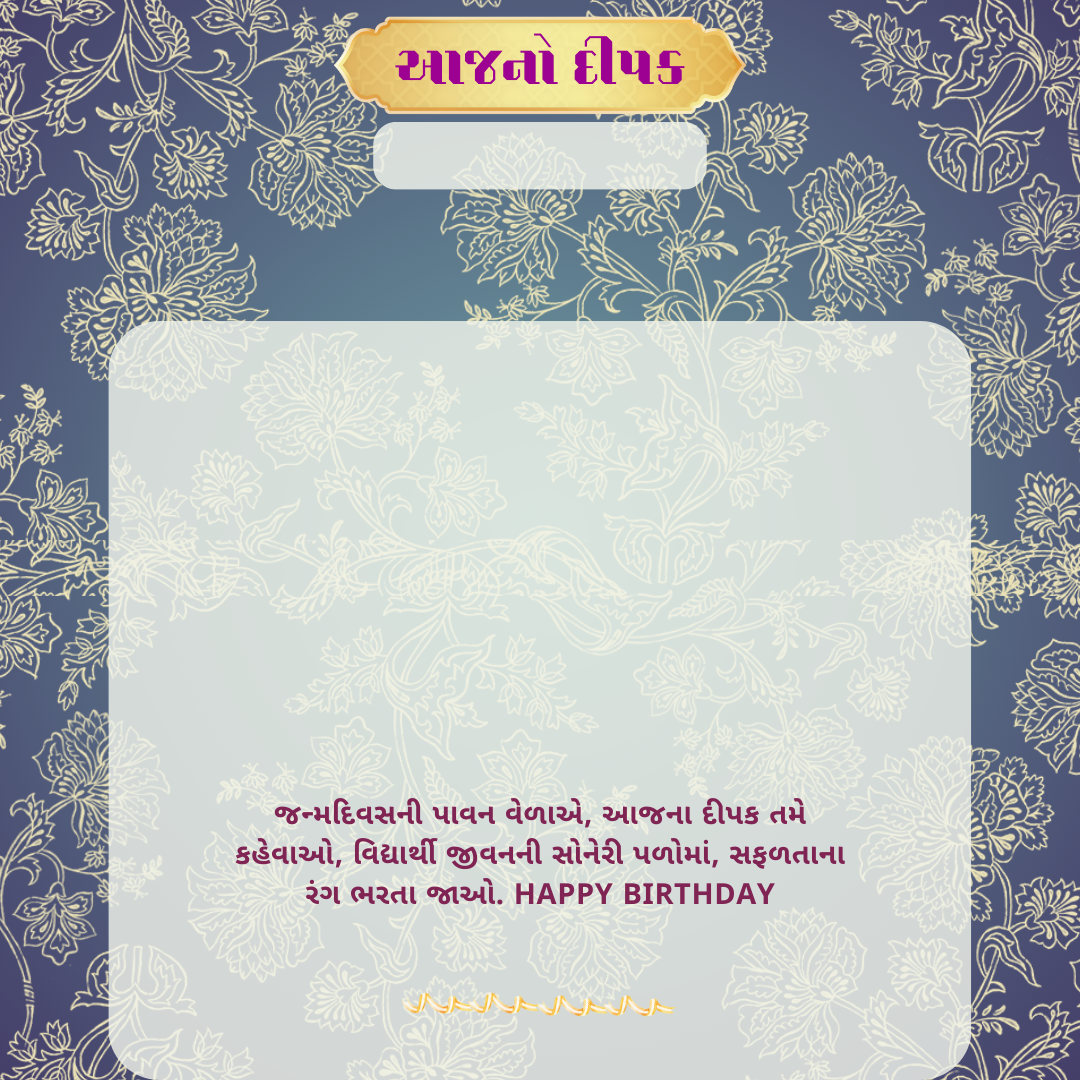 આજનો દીપક
જન્મદિવસની પાવન વેળાએ, આજના દીપક તમે
કહેવાઓ, વિદ્યાર્થી જીવનની સોનેરી પળોમાં, સફળતાના
રંગ ભરતા જાઓ. HAPPY BIRTHDAY